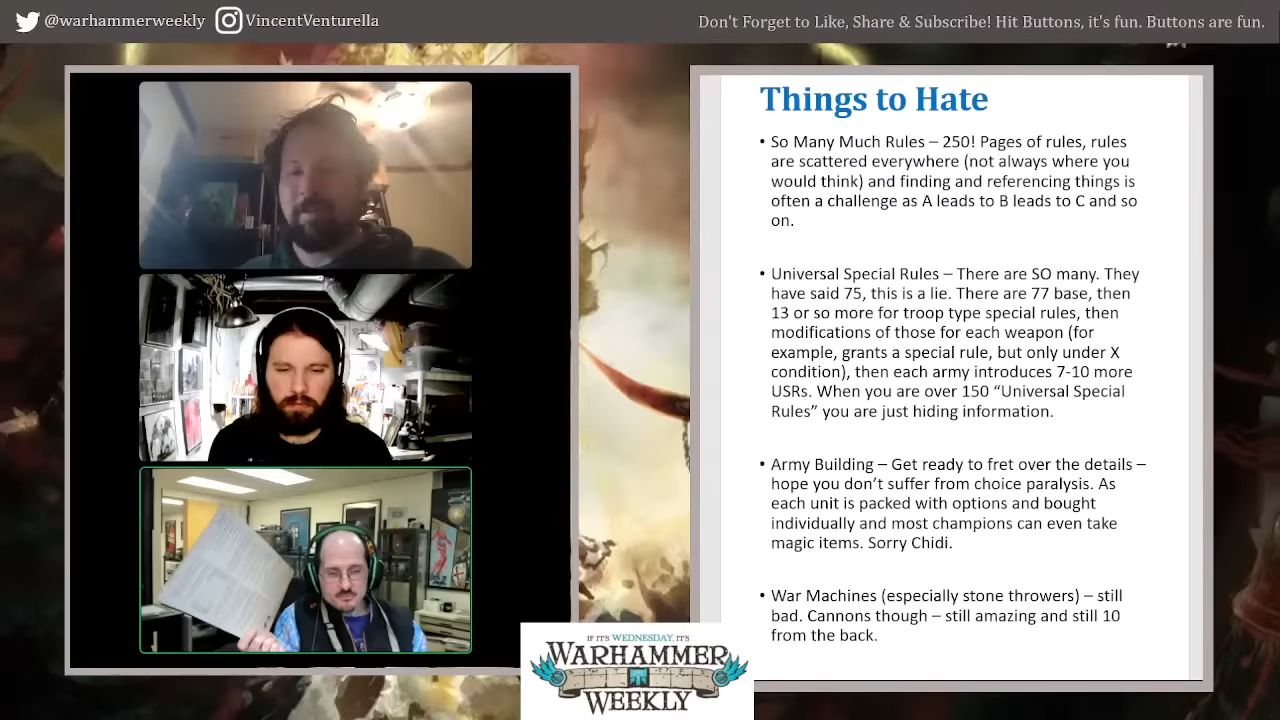 @warhammerweekly VincentVenturella
Don't Forget to Like, Share & Subscribe! Hit Buttons, it's fun. Buttons are fun.
Things to Hate
• So Many Much Rules – 250! Pages of rules, rules
are scattered everywhere (not always where you
would think) and finding and referencing things is
often a challenge as A leads to B leads to C and so
on.
• Universal Special Rules – There are SO many. They
have said 75, this is a lie. There are 77 base, then
13 or so more for troop type special rules, then
modifications of those for each weapon (for
example, grants a special rule, but only under X
condition), then each army introduces 7-10 more
USRs. When you are over 150 “Universal Special
Rules” you are just hiding information.
• Army Building – Get ready to fret over the details –
hope you don’t suffer from choice paralysis. As
each unit is packed with options and bought
individually and most champions can even take
magic items. Sorry Chidi.
• War Machines (especially stone throwers) – still
bad. Cannons though – still amazing and still 10
from the back.
IF IT'S WEDNESDAY, IT'S
WARHAMMER
WEEKLY